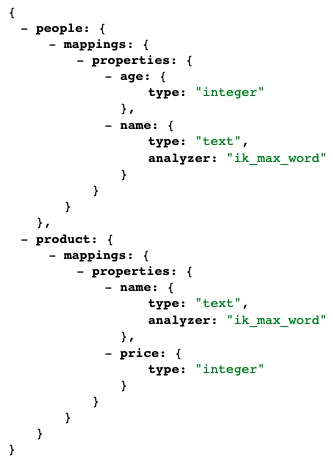 {
- people: {
- mappings: {
- properties: {
- age: {
type: "integer"
},
- name: {
type: "text",
analyzer: "ik_max_word"
}
}
}
},
- product: {
- mappings: {
- properties: {
- name: {
type: "text",
analyzer: "ik_max_word"
},
- price: {
type: "integer"
}
}
}
}
}